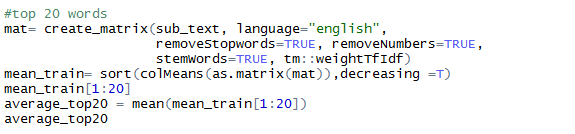 #top 20 words
mat= create_matrix(sub_text, language="english",
removeStopwords=TRUE, removeNumbers=TRUE,
stemWords=TRUE, tm::weightTfIdf)
mean_train= sort(colMeans(as.matrix(mat)),decreasing =T)
mean_train[1:20]
average_top20 = mean(mean_train[1:20])
average_top20